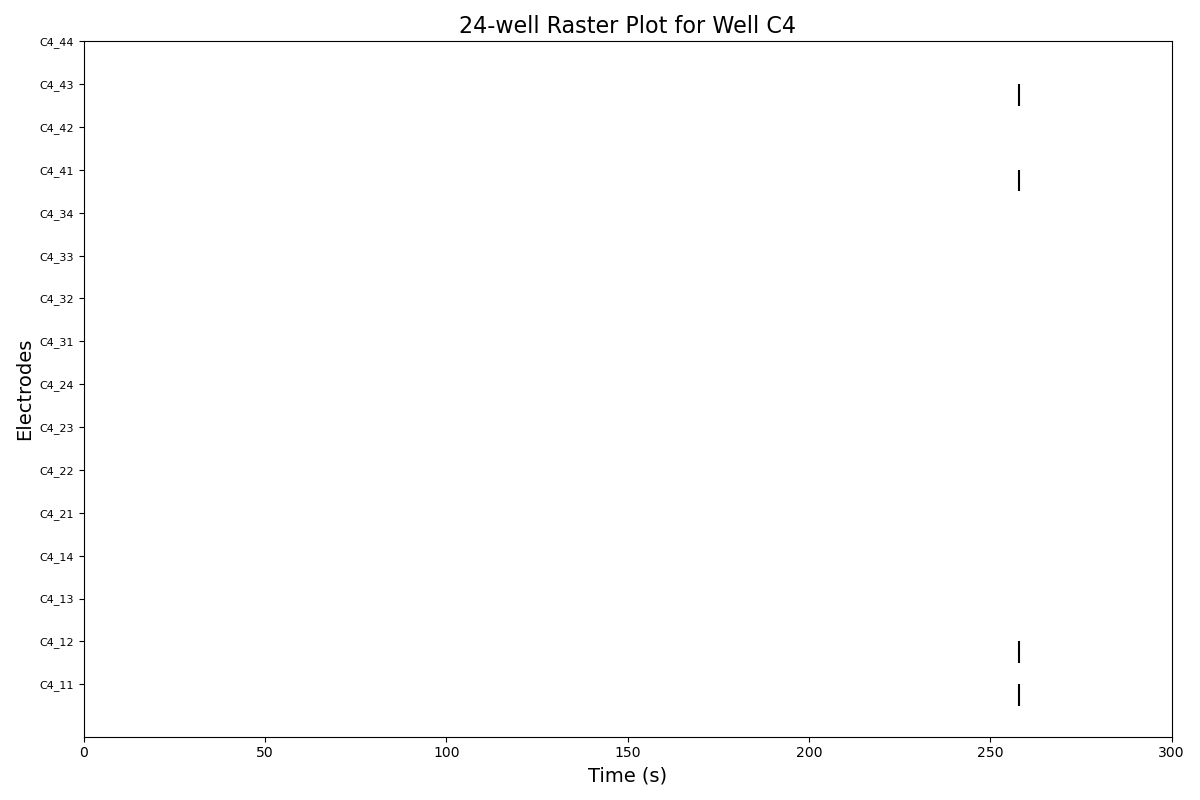 24-well Raster Plot for Well C4
C4_44
C4_43
C4_42
C4_41
C4_34
C4_33
C4_32
C4_31
C4_24
C4_23
C4_22
C4_21
C4_14
C4_13
C4_12
C4_11
Electrodes
0 50 100 150 200 250 300
Time (s)